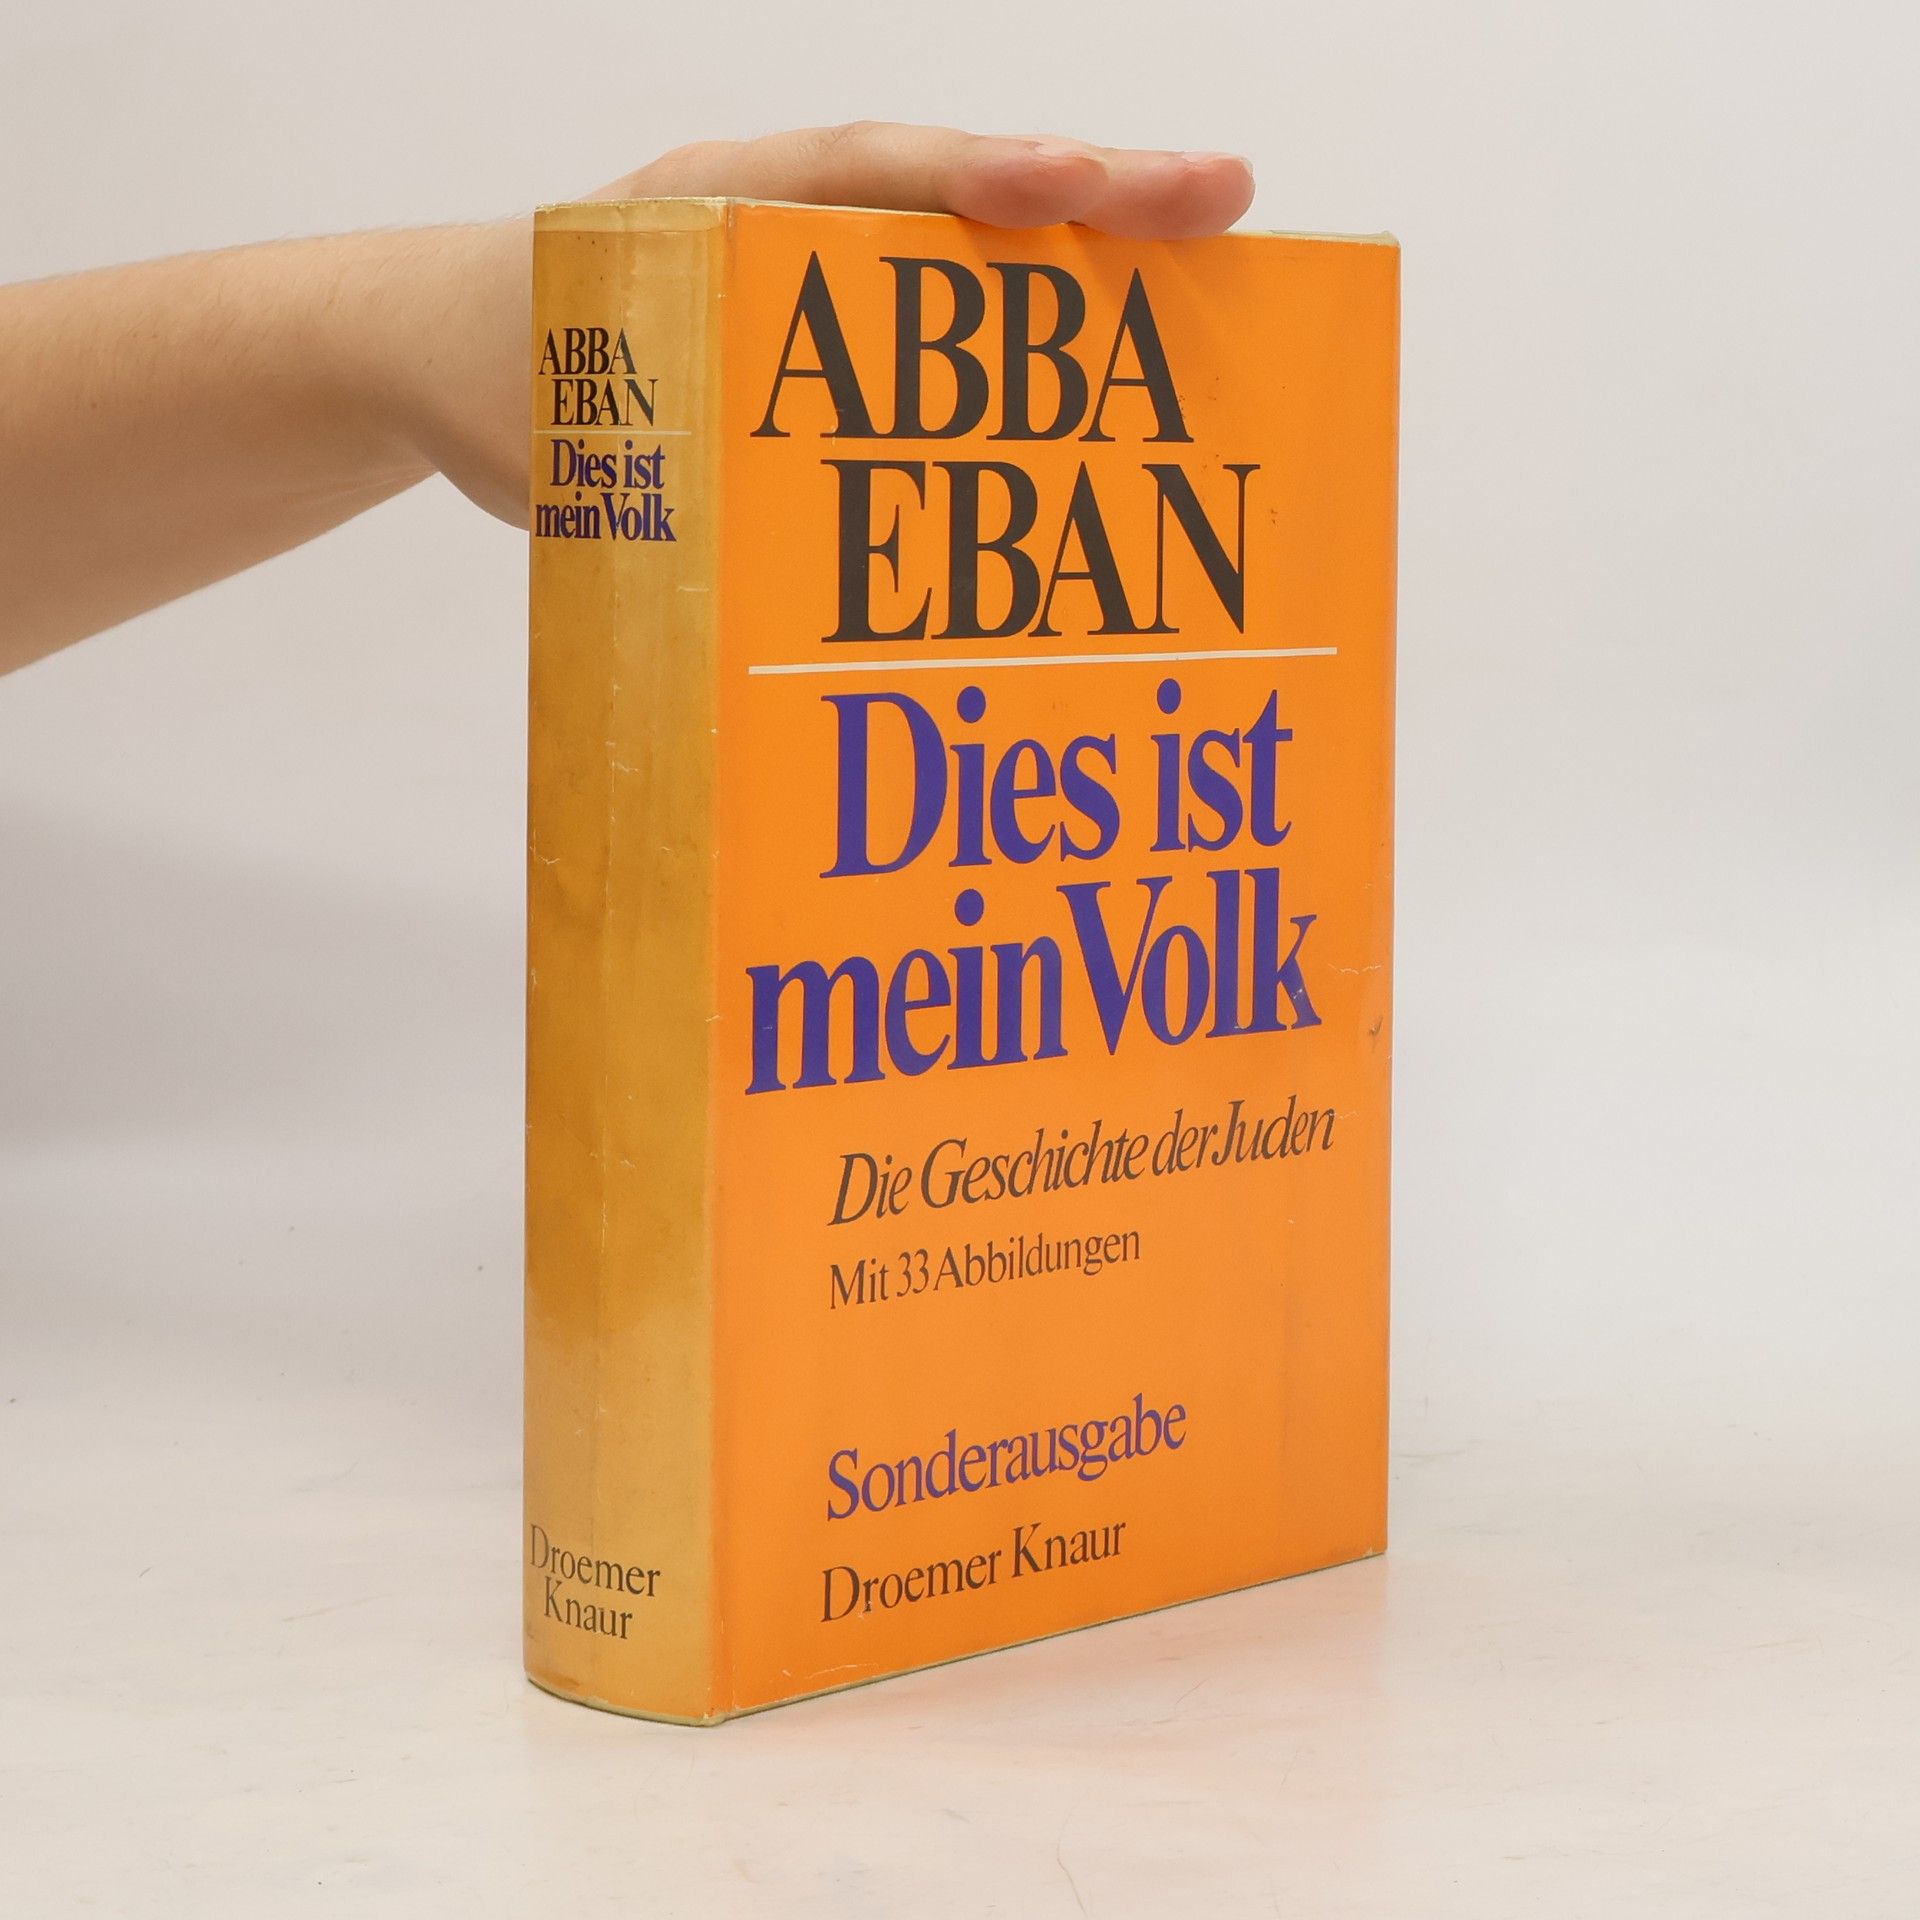 ABBA
EBAN
Dies ist
mein Volk
Droemer
Knaur
ABBA
EBAN
Dies ist
mein Volk
Die Geschichte der Juden
Mit 33 Abbildungen
Sonderausgabe
Droemer Knaur